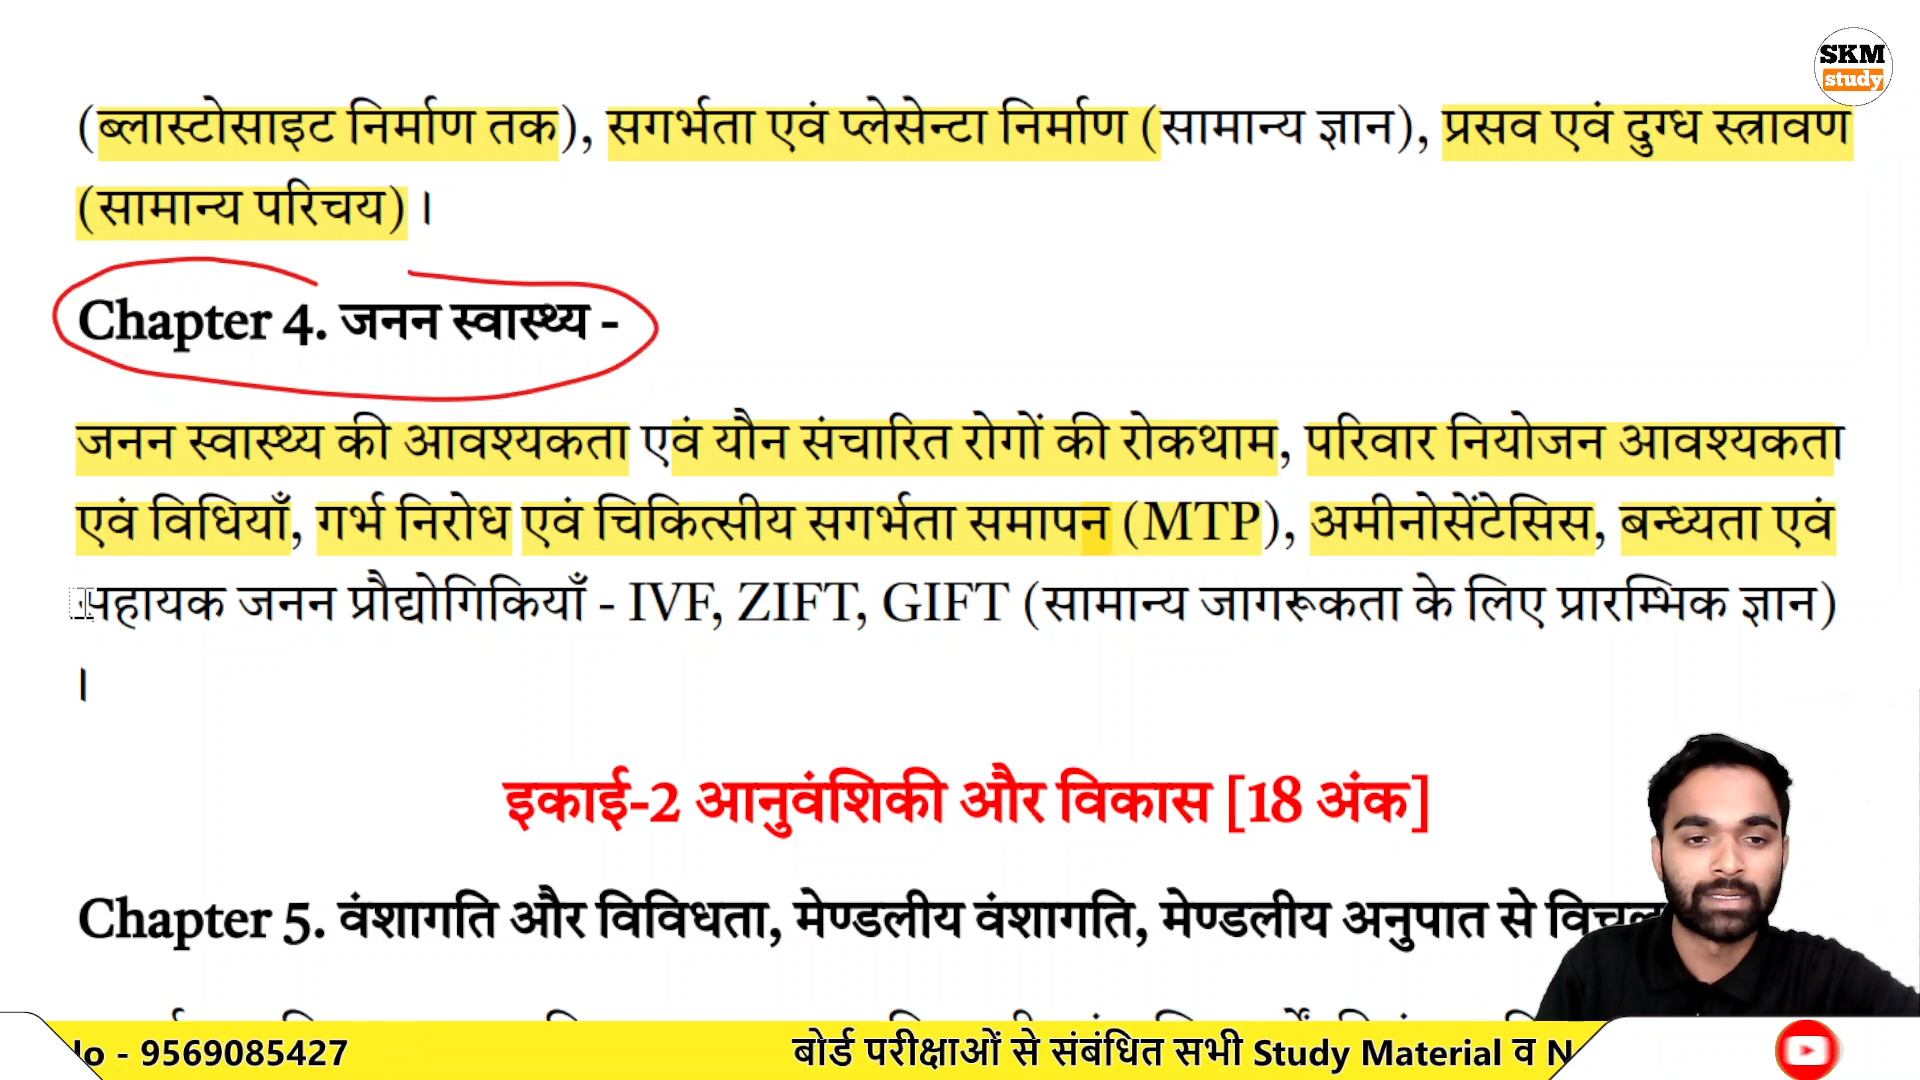 SKM
study
(ब्लास्टोसाइट निर्माण तक), सगर्भता एवं प्लेसेन्टा निर्माण (सामान्य ज्ञान), प्रसव एवं दुग्ध स्त्रावण
(सामान्य परिचय) ।
Chapter 4. जनन स्वास्थ्य -
जनन स्वास्थ्य की आवश्यकता एवं यौन संचारित रोगों की रोकथाम, परिवार नियोजन आवश्यकता
एवं विधियाँ, गर्भ निरोध एवं चिकित्सीय सगर्भता समापन (MTP), अमीनोसेंटेसिस, बन्ध्यता एवं
सहायक जनन प्रौद्योगिकियाँ - IVF, ZIFT, GIFT (सामान्य जागरूकता के लिए प्रारम्भिक ज्ञान)
।
इकाई-2 आनुवंशिकी और विकास [18 अंक]
Chapter 5. वंशागति और विविधता, मेण्डलीय वंशागति, मेण्डलीय अनुपात से
No - 9569085427
बोर्ड परीक्षाओं से संबंधित सभी Study Material व N